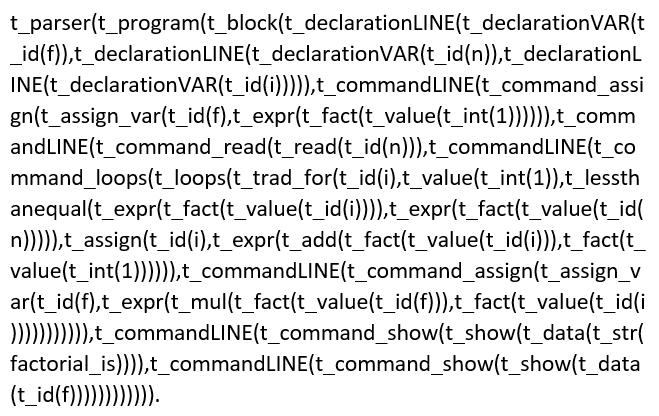 t_parser(t_program(t_block(t_declarationLINE(t_declarationVAR(t
_id(f)),t_declarationLINE(t_declarationVAR(t_id(n)),t_declarationL
INE(t_declarationVAR(t_id(i))))),t_commandLINE(t_command_assi
gn(t_assign_var(t_id(f),t_expr(t_fact(t_value(t_int(1)))))),t_comm
andLINE(t_command_read(t_read(t_id(n))),t_commandLINE(t_co
mmand_loops(t_loops(t_trad_for(t_id(i),t_value(t_int(1)),t_lessth
anequal(t_expr(t_fact(t_value(t_id(i)))),t_expr(t_fact(t_value(t_id(
n))))),t_assign(t_id(i),t_expr(t_add(t_fact(t_value(t_id(i))),t_fact(t_
value(t_int(1)))))),t_commandLINE(t_command_assign(t_assign_v
ar(t_id(f),t_expr(t_mul(t_fact(t_value(t_id(f))),t_fact(t_value(t_id(i
))))))))))),t_commandLINE(t_command_show(t_show(t_data(t_str(
factorial_is)))),t_commandLINE(t_command_show(t_show(t_data
(t_id(f)))))))))))).